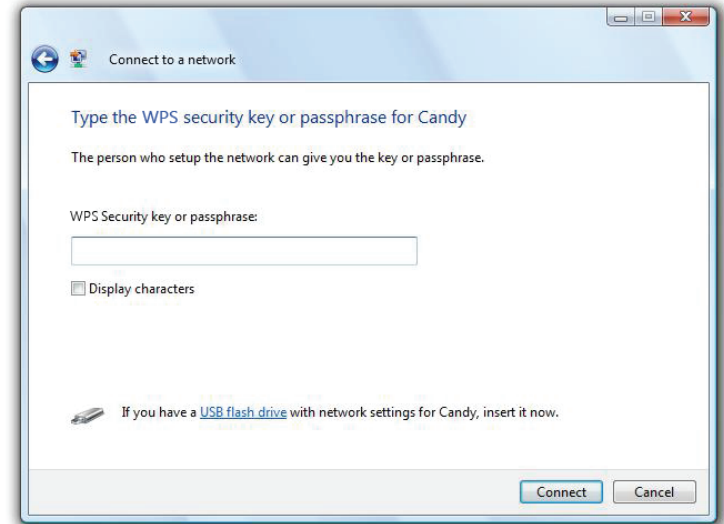 Connect to a network
Type the WPS security key or passphrase for Candy
The person who setup the network can give you the key or passphrase.
WPS Security key or passphrase:
Display characters
If you have a USB flash drive with network settings for Candy, insert it now.
Connect Cancel